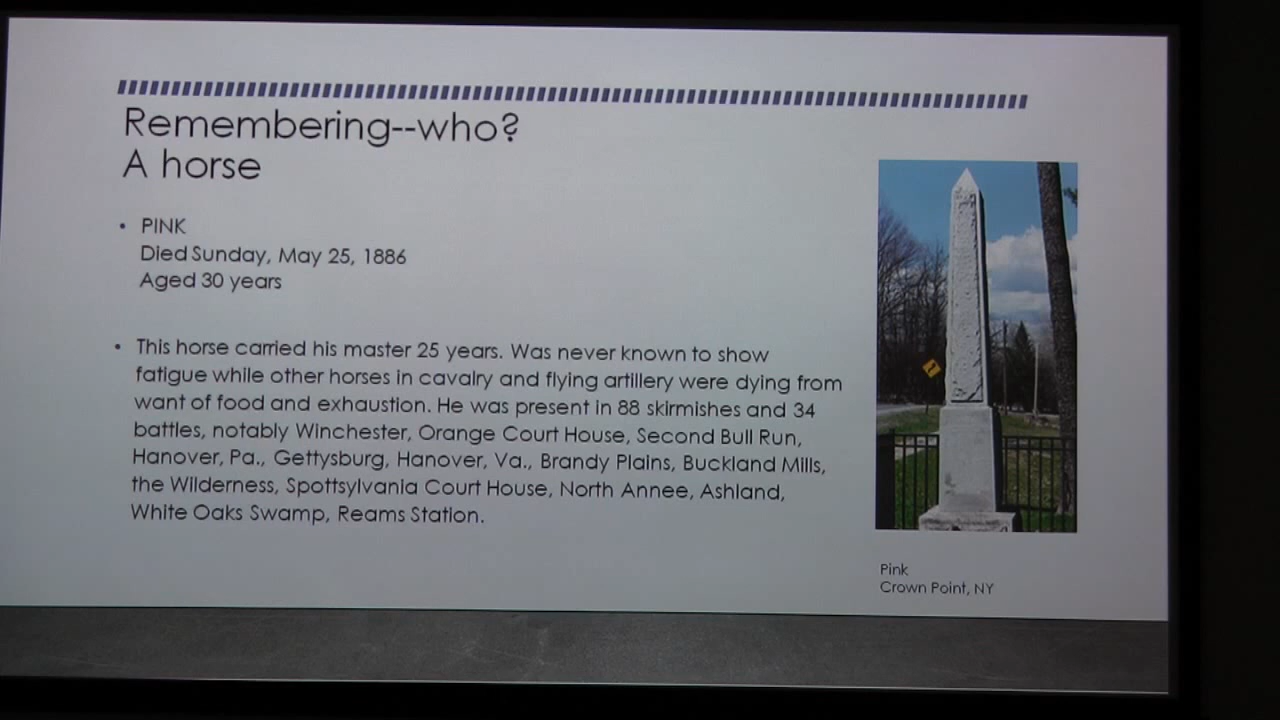 Remembering--who?
A horse
• PINK
Died Sunday, May 25, 1886
Aged 30 years
• This horse carried his master 25 years. Was never known to show
fatigue while other horses in cavalry and flying artillery were dying from
want of food and exhaustion. He was present in 88 skirmishes and 34
battles, notably Winchester, Orange Court House, Second Bull Run,
Hanover, Pa., Gettysburg, Hanover, Va., Brandy Plains, Buckland Mills,
the Wilderness, Spottsylvania Court House, North Annee, Ashland,
White Oaks Swamp, Reams Station.
Pink
Crown Point, NY